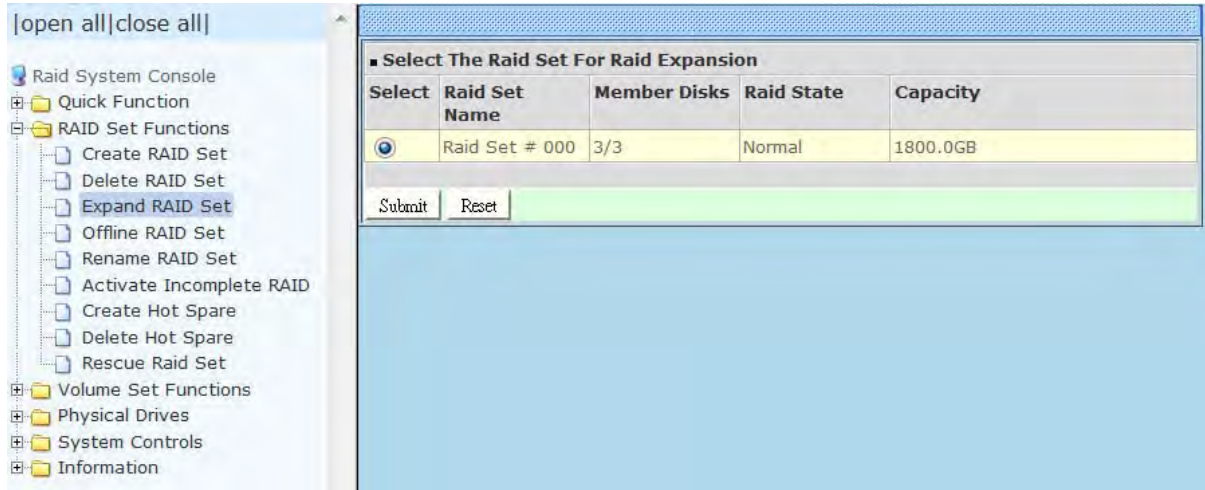 |open all|close all|
Raid System Console
Quick Function
RAID Set Functions
Create RAID Set
Delete RAID Set
Expand RAID Set
Offline RAID Set
Rename RAID Set
Activate Incomplete RAID
Create Hot Spare
Delete Hot Spare
Rescue Raid Set
Volume Set Functions
Physical Drives
System Controls
Information
Select The Raid Set For Raid Expansion
Select Raid Set Name Member Disks Raid State Capacity
Raid Set # 000 3/3 Normal 1800.0GB
Submit Reset